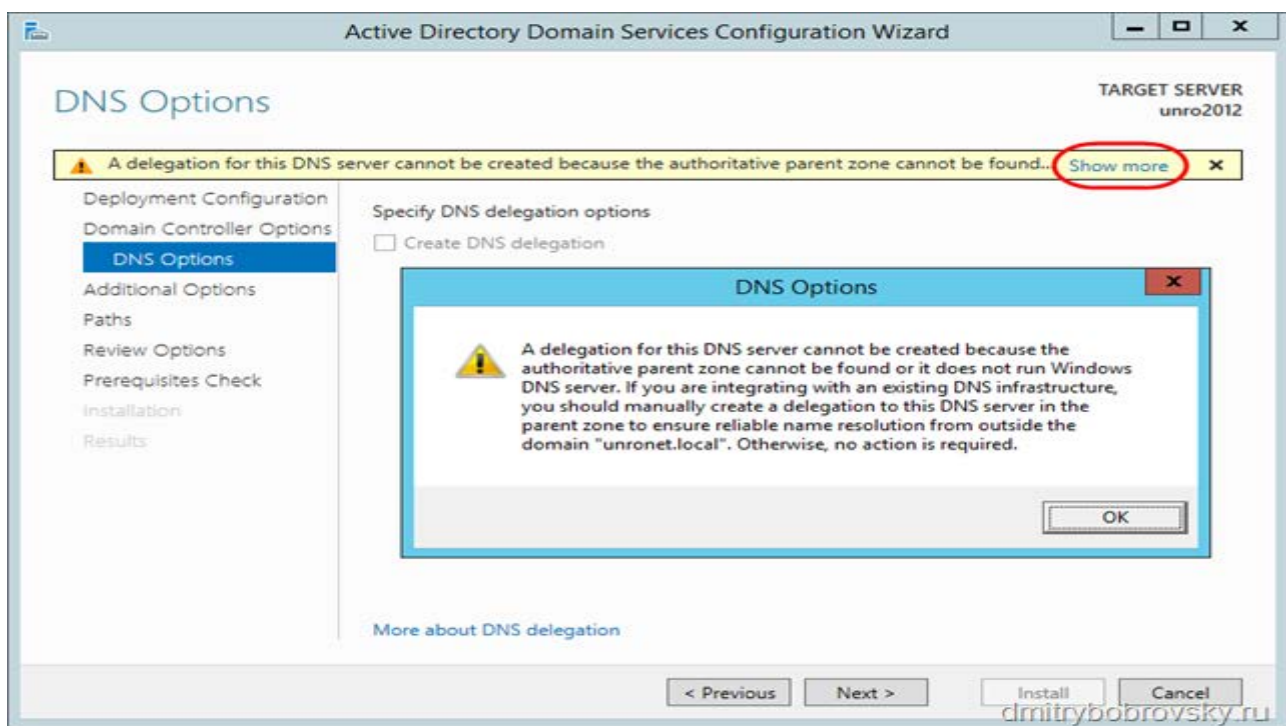 Active Directory Domain Services Configuration Wizard
DNS Options
TARGET SERVER
unro2012
A delegation for this DNS server cannot be created because the authoritative parent zone cannot be found... Show more
Deployment Configuration
Domain Controller Options
DNS Options
Additional Options
Paths
Review Options
Prerequisites Check
Installation
Results
Specify DNS delegation options
Create DNS delegation
DNS Options
A delegation for this DNS server cannot be created because the
authoritative parent zone cannot be found or it does not run Windows
DNS server. If you are integrating with an existing DNS infrastructure,
you should manually create a delegation to this DNS server in the
parent zone to ensure reliable name resolution from outside the
domain "unronet.local". Otherwise, no action is required.
OK
More about DNS delegation
< Previous
Next >
Install
Cancel
dmitrybobrovsky.ru